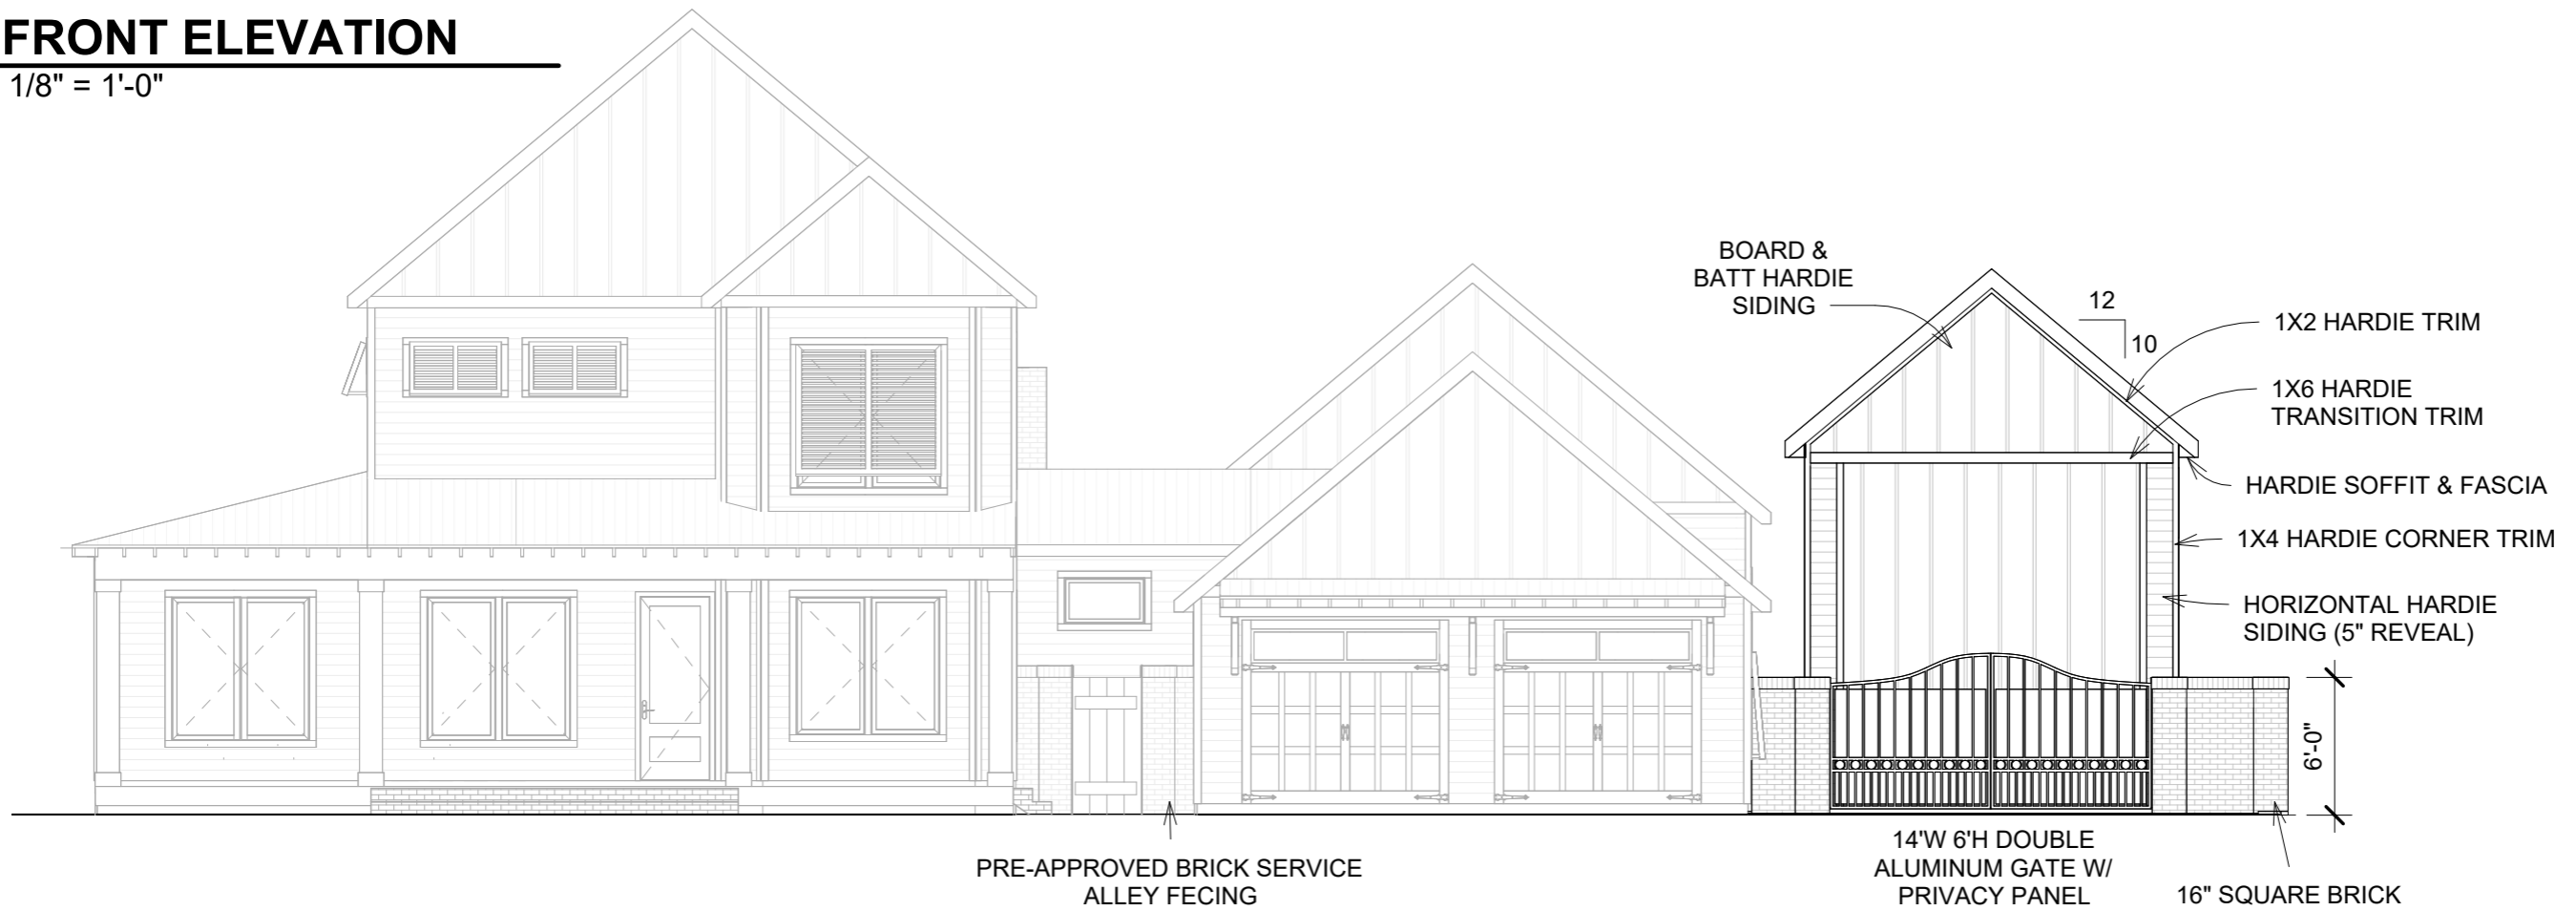 FRONT ELEVATION
1/8" = 1'-0"
BOARD &
BATT HARDIE
SIDING
12
10
1X2 HARDIE TRIM
1X6 HARDIE
TRANSITION TRIM
HARDIE SOFFIT & FASCIA
1X4 HARDIE CORNER TRIM
HORIZONTAL HARDIE
SIDING (5" REVEAL)
6'-0"
PRE-APPROVED BRICK SERVICE
ALLEY FECING
14'W 6'H DOUBLE
ALUMINUM GATE W/
PRIVACY PANEL
16" SQUARE BRICK